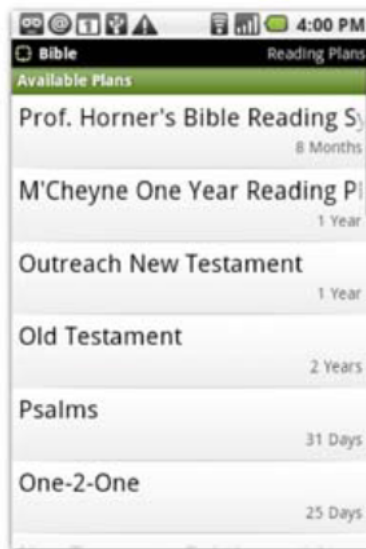 4:00 PM
Bible Reading Plans
Available Plans
Prof. Horner's Bible Reading Sy
8 Months
M'Cheyne One Year Reading Pl
1 Year
Outreach New Testament
1 Year
Old Testament
2 Years
Psalms
31 Days
One-2-One
25 Days